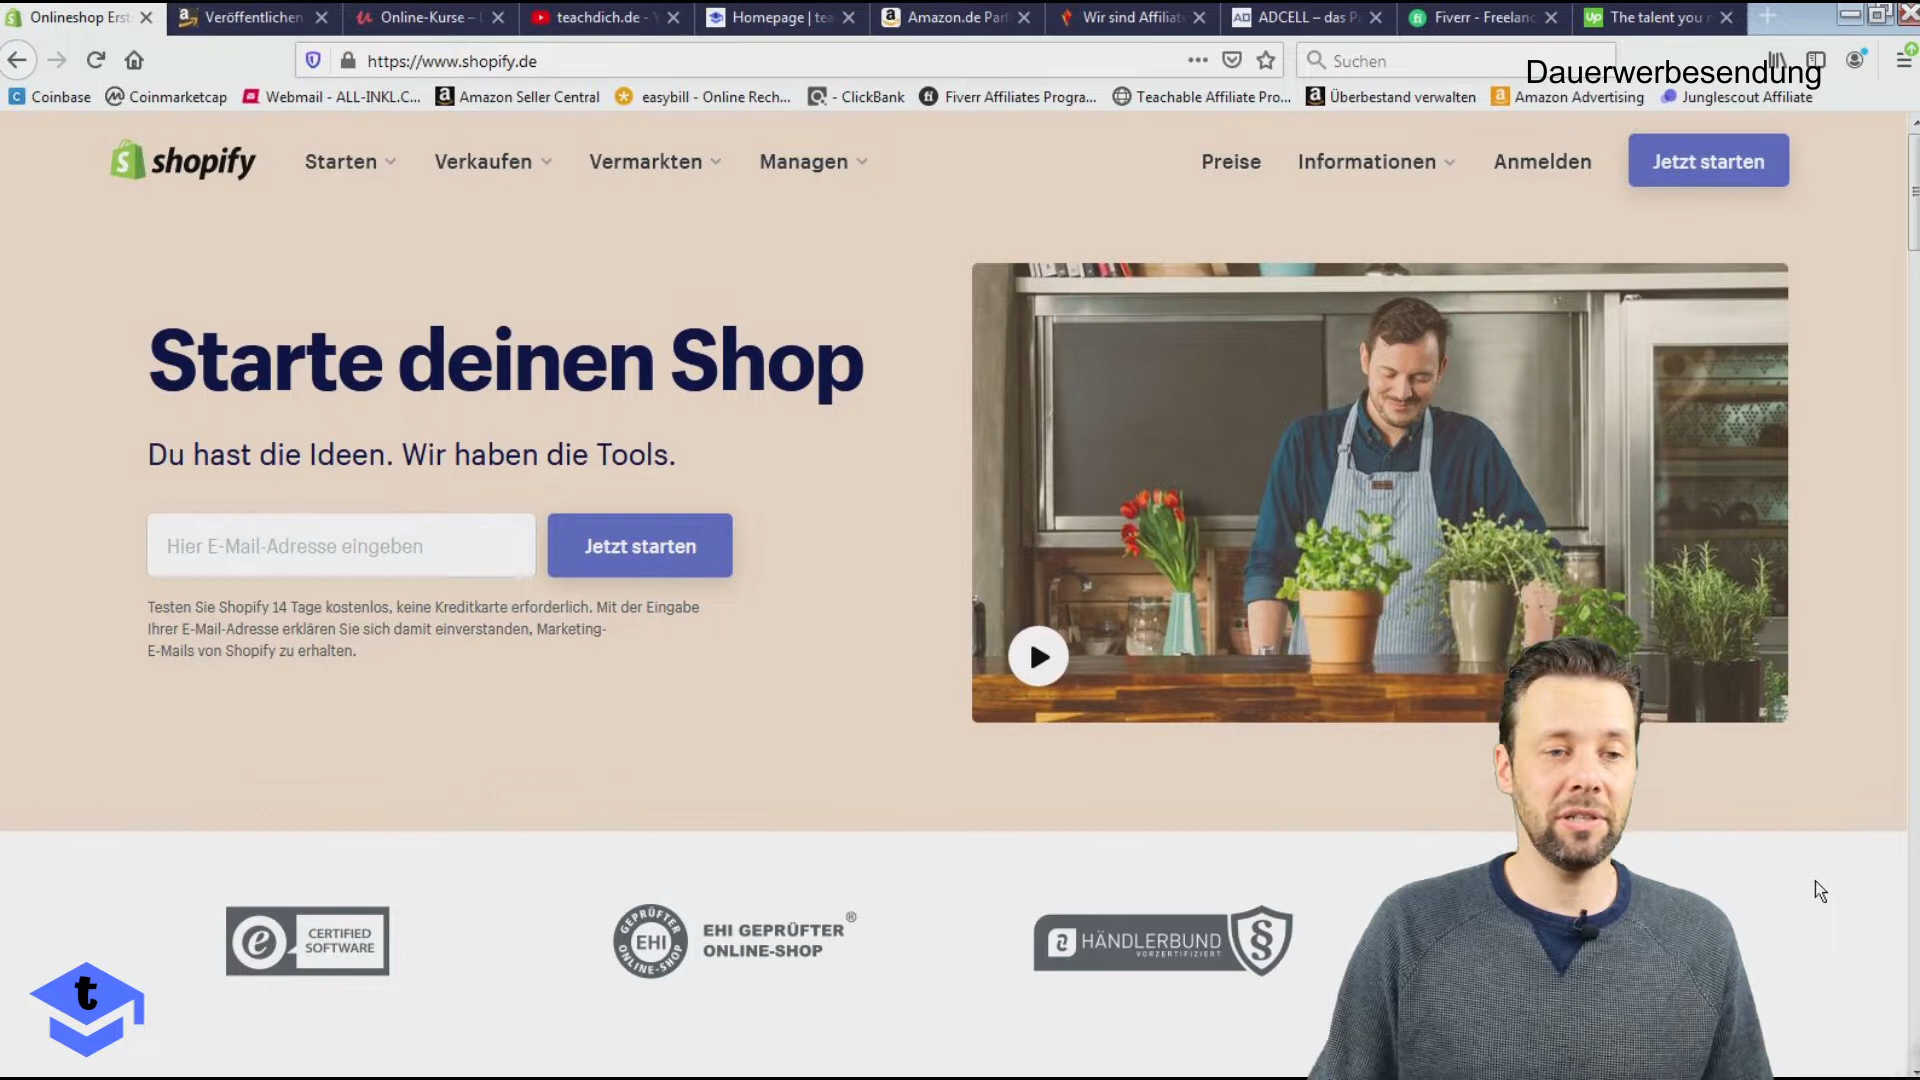 Onlineshop Erst
Veröffentlichen
Online-Kurse –
teachdich.de -
Homepage | tea
Amazon.de Part
Wir sind Affiliat
ADCELL – das P
Fiverr - Freelanc
The talent you
https://www.shopify.de
Suchen
Dauerwerbesendung
Coinbase
Coinmarketcap
Webmail - ALL-INKL.C...
Amazon Seller Central
easybill - Online Rech...
- ClickBank
Fiverr Affiliates Progra...
Teachable Affiliate Pro...
Überbestand verwalten
Amazon Advertising
Junglescout Affiliate
shopify
Starten
Verkaufen
Vermarkten
Managen
Preise
Informationen
Anmelden
Jetzt starten
Starte deinen Shop
Du hast die Ideen. Wir haben die Tools.
Hier E-Mail-Adresse eingeben
Jetzt starten
Testen Sie Shopify 14 Tage kostenlos, keine Kreditkarte erforderlich. Mit der Eingabe
Ihrer E-Mail-Adresse erklären Sie sich damit einverstanden, Marketing-
E-Mails von Shopify zu erhalten.
e CERTIFIED
SOFTWARE
GEPRÜFTER
EHI
ONLINE-SHOP
EHI GEPRÜFTER®
ONLINE-SHOP
HÄNDLERBUND
VORZERTIFIZIERT
§
t